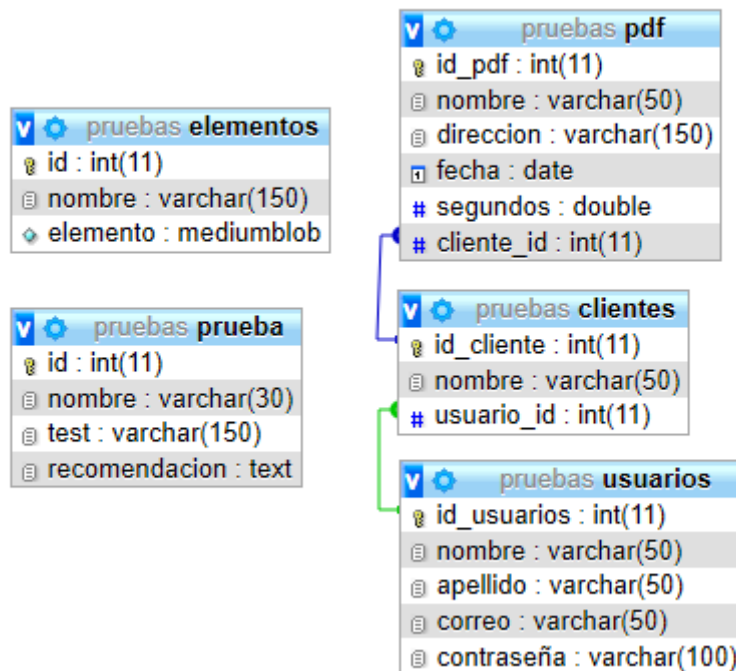 pruebas elementos
id : int(11)
nombre : varchar(150)
elemento : mediumblob
pruebas prueba
id : int(11)
nombre : varchar(30)
test : varchar(150)
recomendacion : text
pruebas pdf
id_pdf : int(11)
nombre : varchar(50)
direccion : varchar(150)
fecha : date
# segundos : double
# cliente_id : int(11)
pruebas clientes
id_cliente : int(11)
nombre : varchar(50)
# usuario_id : int(11)
pruebas usuarios
id_usuarios : int(11)
nombre : varchar(50)
apellido : varchar(50)
correo : varchar(50)
contraseña : varchar(100)